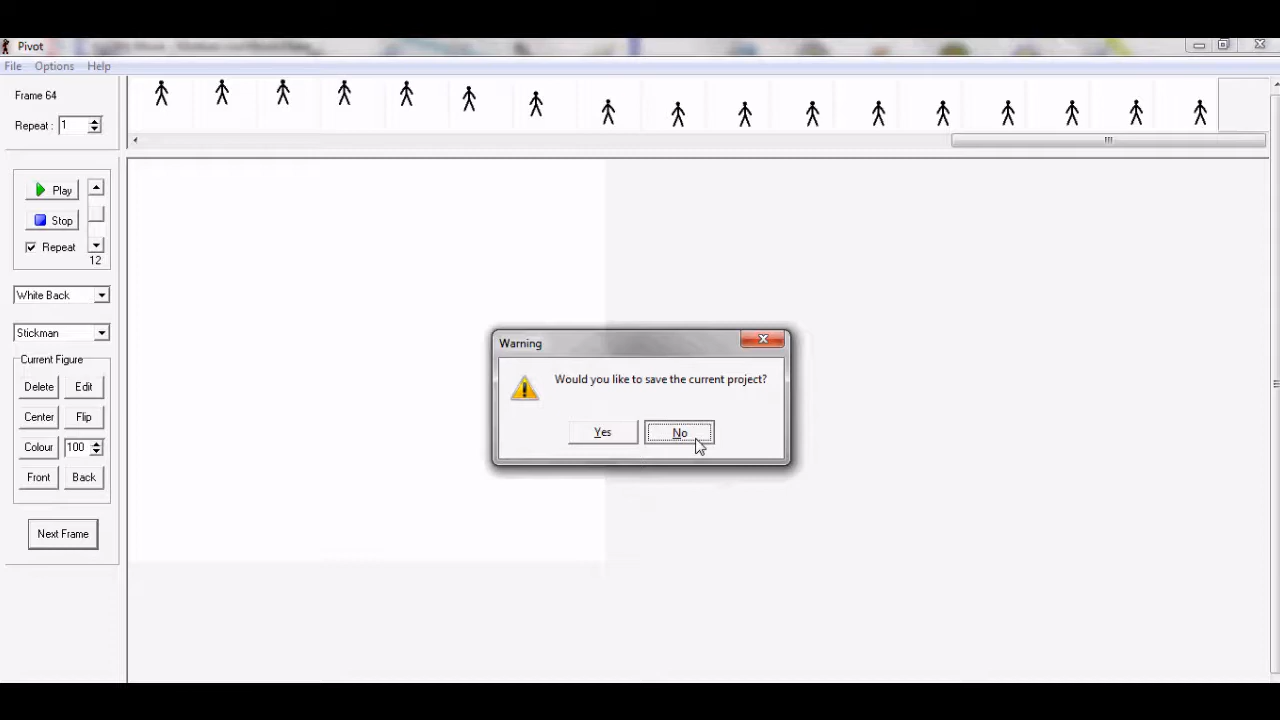 Pivot
File Options Help
Frame 64
Repeat : 1
Play
Stop
Repeat
12
White Back
Stickman
Current Figure
Delete Edit
Center Flip
Colour 100
Front Back
Next Frame
Warning
Would you like to save the current project?
Yes No